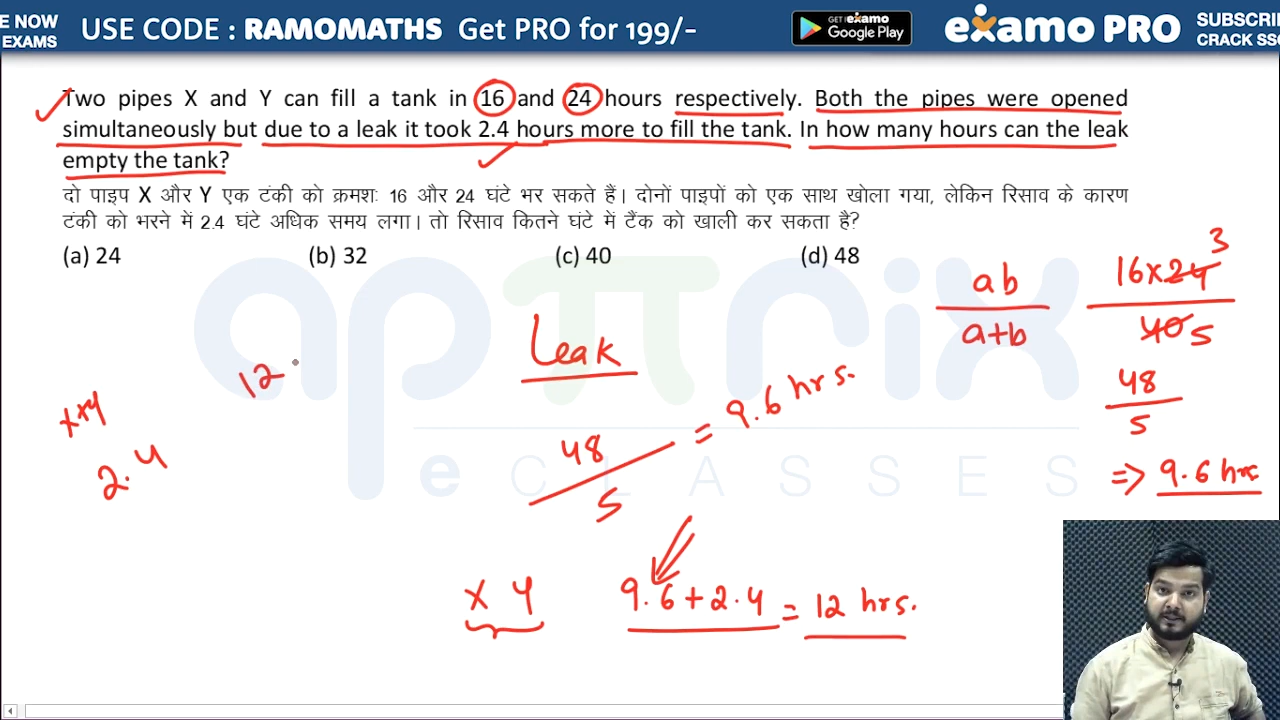 E NOW
EXAMS
USE CODE : RAMOMATHS Get PRO for 199/-
GET IT ON examo
Google Play
examo PRO
SUBSCRI
CRACK SSC
Two pipes X and Y can fill a tank in 16 and 24 hours respectively. Both the pipes were opened
simultaneously but due to a leak it took 2.4 hours more to fill the tank. In how many hours can the leak
empty the tank?
दो पाइप X और Y एक टंकी को क्रमशः 16 और 24 घंटे भर सकते हैं। दोनों पाइपों को एक साथ खोला गया, लेकिन रिसाव के कारण
टंकी को भरने में 2.4 घंटे अधिक समय लगा। तो रिसाव कितने घंटे में टैंक को खाली कर सकता है?
(a) 24 (b) 32 (c) 40 (d) 48
apπrix
e CLASSES
ab
a+b
16×24 3
40 5
48
5
=> 9.6 hrs
Leak
48
5
= 9.6 hrs.
12
x+y
2.4
X Y
9.6+2.4 = 12 hrs.